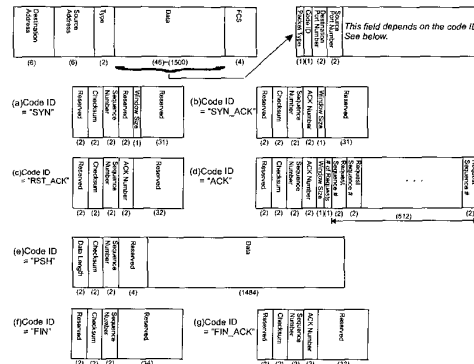 Destination Address
Source Address
Type
Data
FCS
(6)
(6)
(2)
(46)~(1500)
(4)
Packet Type
Code ID
Destination Port Number
Source Port Number
(1)(1)
(2)
(2)
This field depends on the code ID
See below.
(a)Code ID
= "SYN"
Reserved
Checksum
Sequence Number
Reserved
Window Size
Reserved
(2)
(2)
(2)
(2)
(1)
(31)
(b)Code ID
= "SYN_ACK"
Reserved
Checksum
Sequence Number
ACK Number
Window Size
Reserved
(2)
(2)
(2)
(2)
(1)
(31)
(c)Code ID
= "RST_ACK"
Reserved
Checksum
Sequence Number
ACK Number
Reserved
(2)
(2)
(2)
(2)
(32)
(d)Code ID
= "ACK"
Reserved
Checksum
Sequence Number
ACK Number
Window Size
# of Requests
Request Sequence #
Request Sequence #
. . .
Sequence #
(2)
(2)
(2)
(2)
(1)
(1)
(2)
(2)
(2)
(512)
(e)Code ID
= "PSH"
Data Length
Checksum
Sequence Number
Reserved
Data
(2)
(2)
(2)
(4)
(1484)
(f)Code ID
= "FIN"
Reserved
Checksum
Sequence Number
Reserved
(2)
(2)
(2)
(34)
(g)Code ID
= "FIN_ACK"
Reserved
Checksum
Sequence Number
ACK Number
Reserved